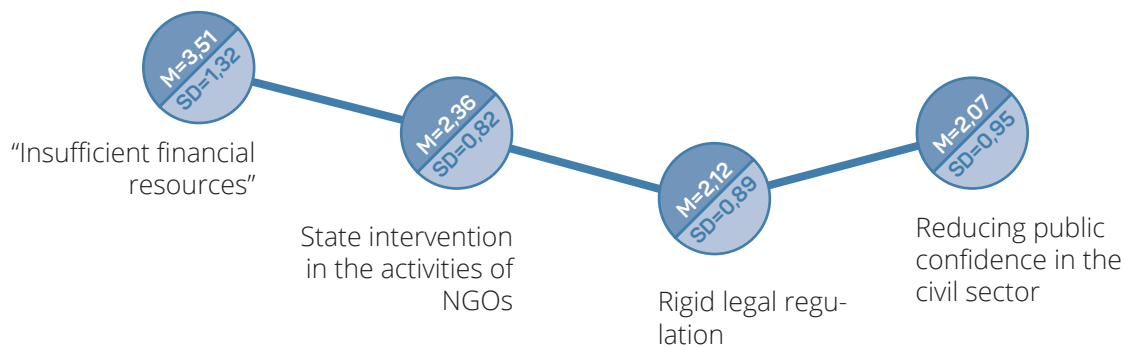 M=3,51
SD=1,32
“Insufficient financial
resources”
M=2,36
SD=0,82
State intervention
in the activities of
NGOs
M=2,12
SD=0,89
Rigid legal regu-
lation
M=2,07
SD=0,95
Reducing public
confidence in the
civil sector